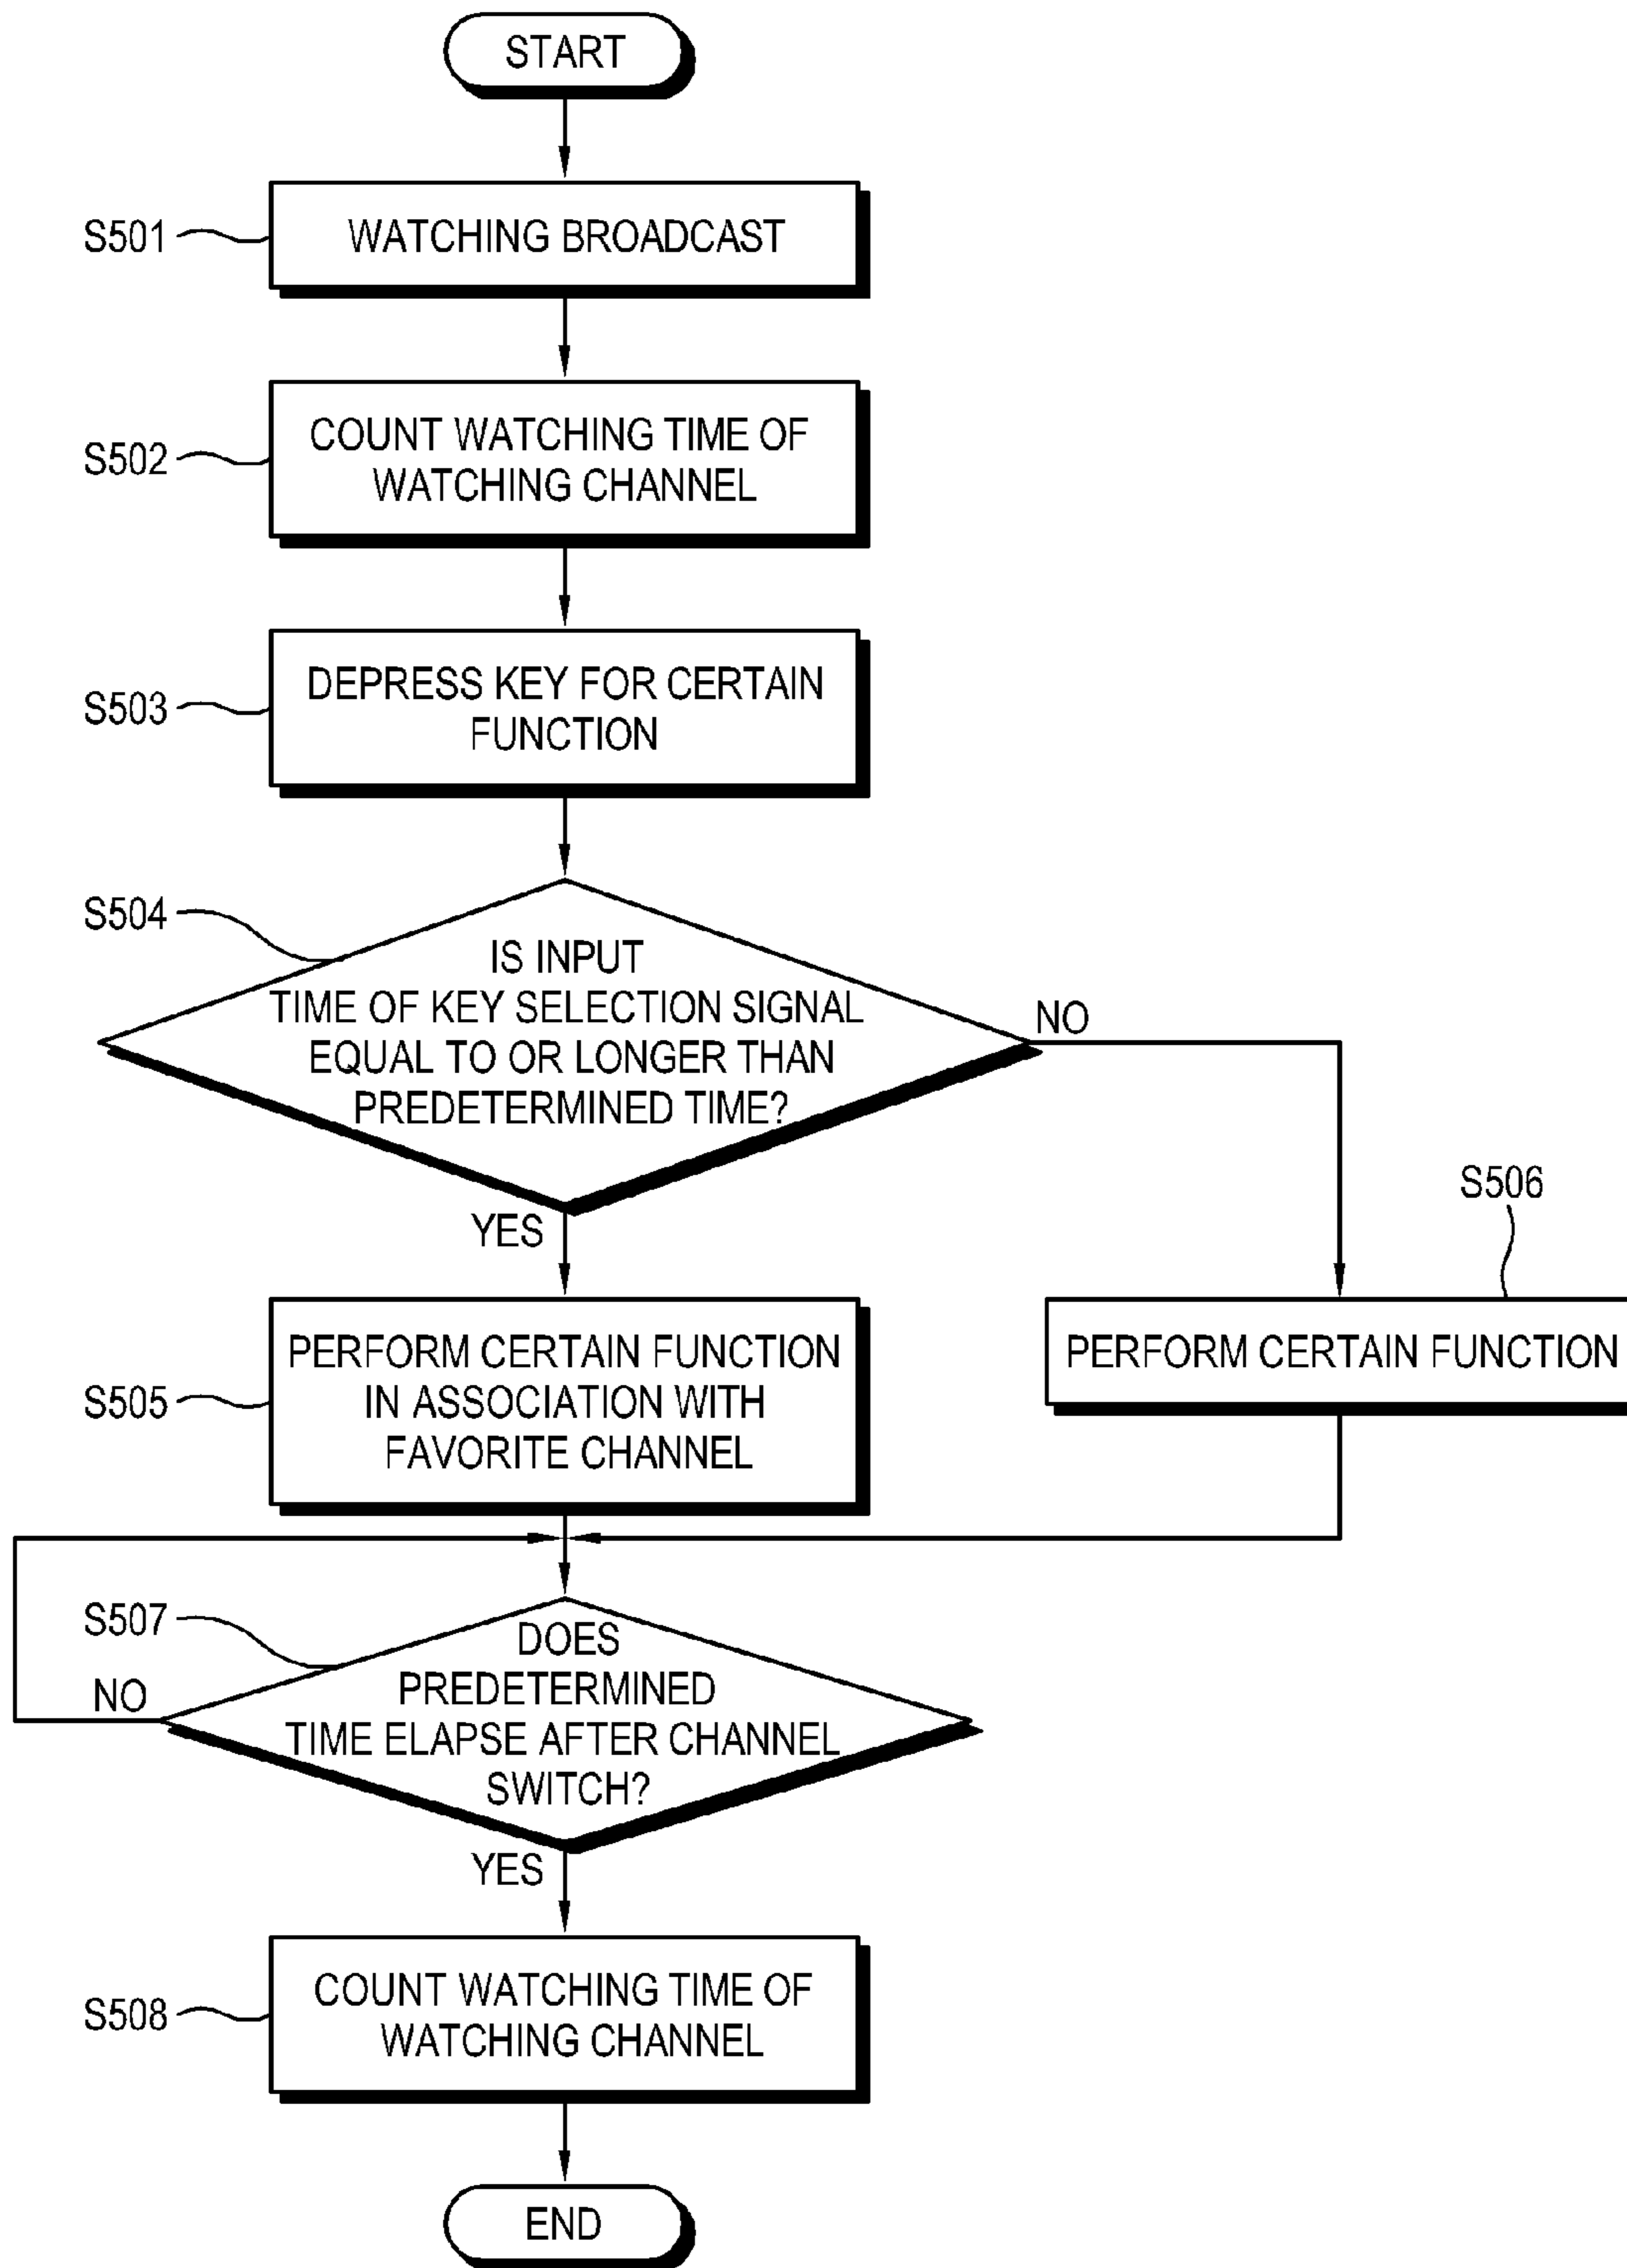 START
S501
WATCHING BROADCAST
S502
COUNT WATCHING TIME OF
WATCHING CHANNEL
S503
DEPRESS KEY FOR CERTAIN
FUNCTION
S504
IS INPUT
TIME OF KEY SELECTION SIGNAL
EQUAL TO OR LONGER THAN
PREDETERMINED TIME?
NO
YES
S506
PERFORM CERTAIN FUNCTION
S505
PERFORM CERTAIN FUNCTION
IN ASSOCIATION WITH
FAVORITE CHANNEL
S507
DOES
PREDETERMINED
TIME ELAPSE AFTER CHANNEL
SWITCH?
NO
YES
S508
COUNT WATCHING TIME OF
WATCHING CHANNEL
END